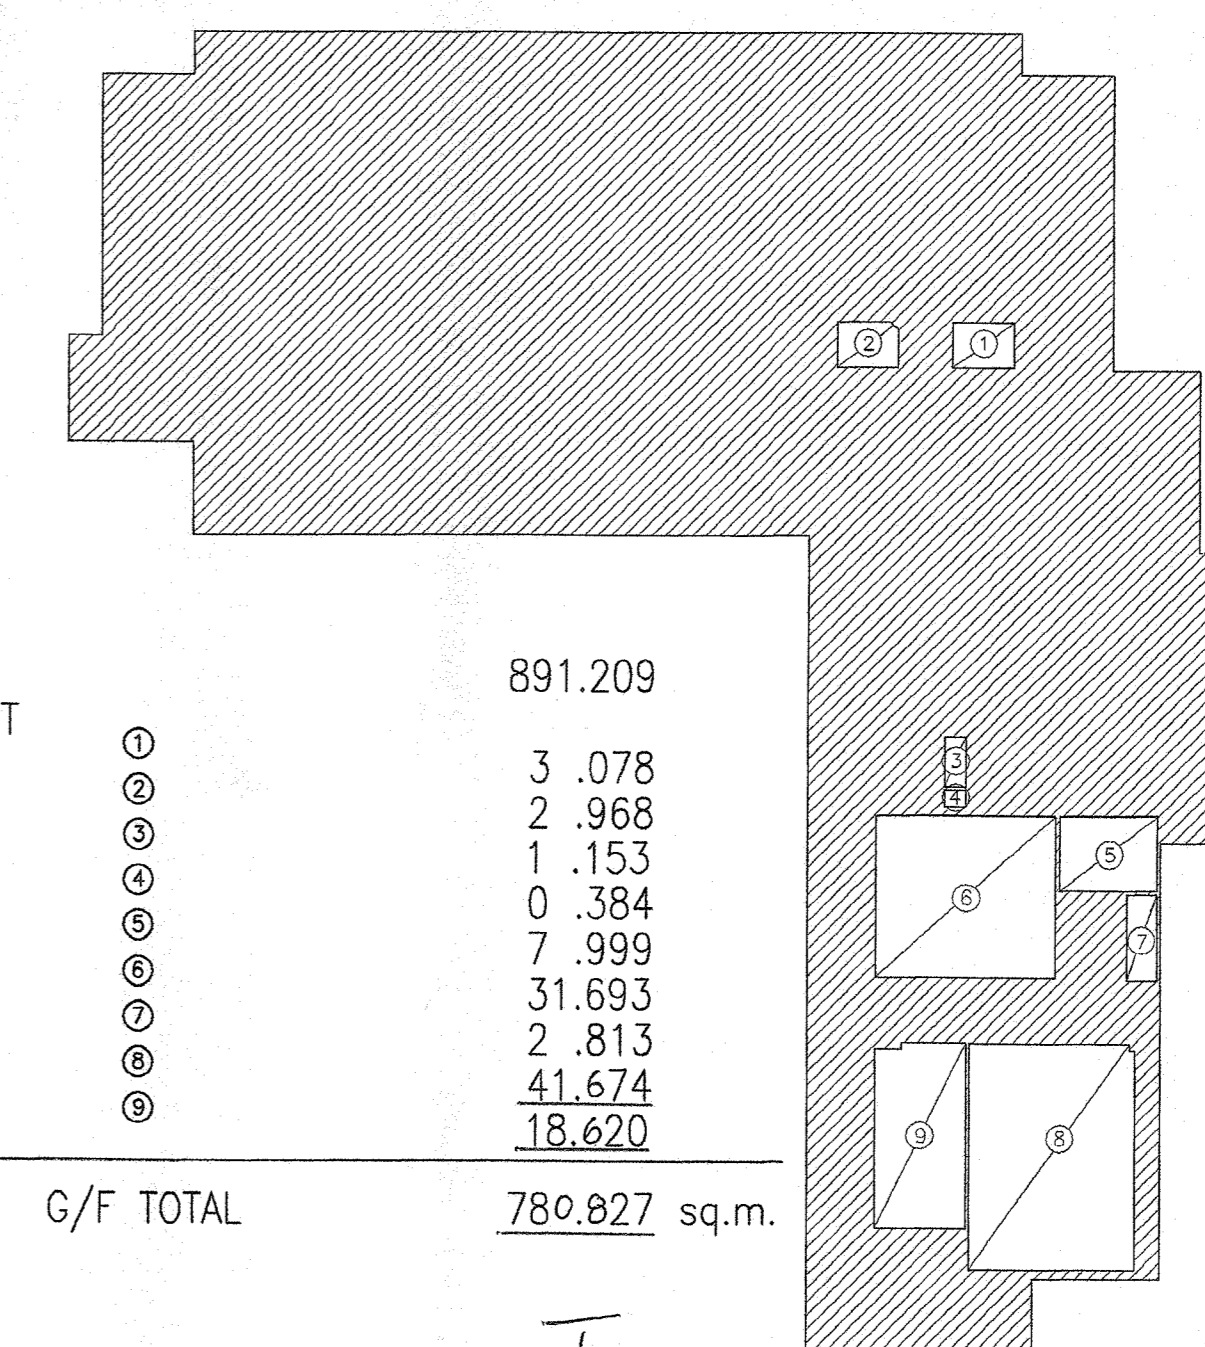 ② ①
891.209
T
① 3 .078
② 2 .968
③ 1 .153
④ 0 .384
⑤ 7 .999
⑥ 31.693
⑦ 2 .813
⑧ 41.674
⑨ 18.620
G/F TOTAL 780.827 sq.m.
③
④
⑤
⑥
⑦
⑨ ⑧